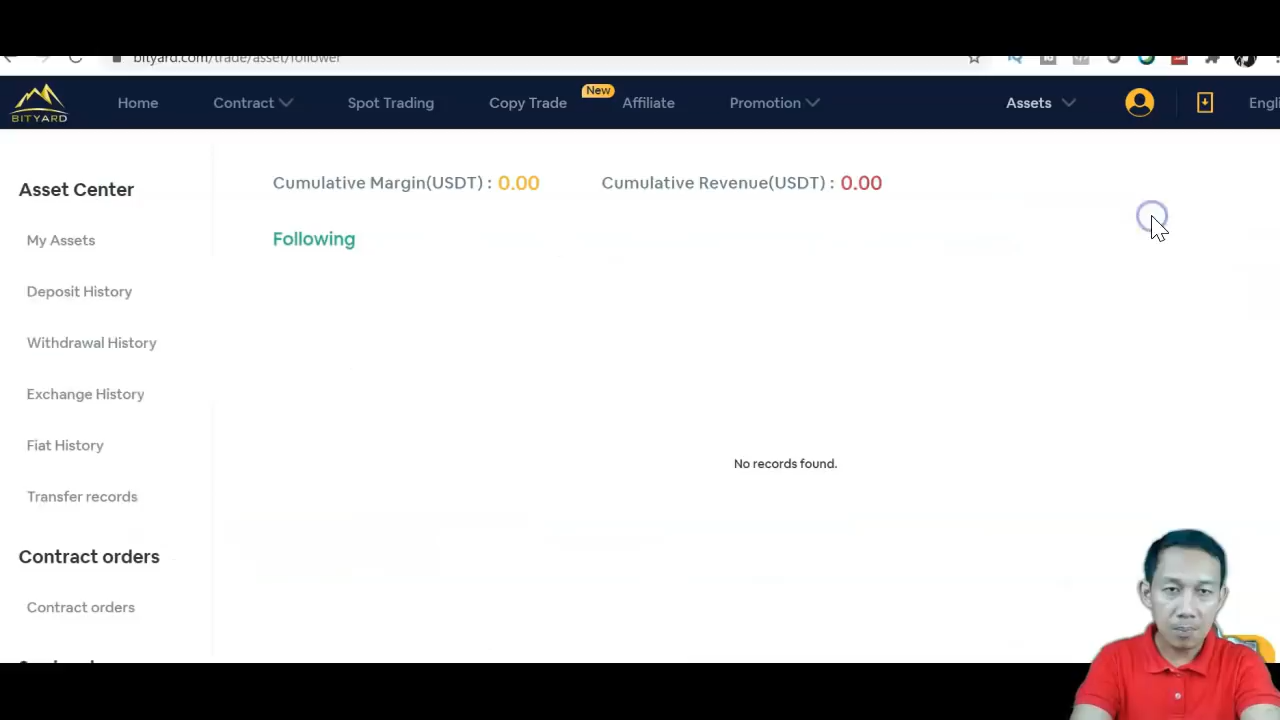 bityard.com/trade/asset/follower
BITYARD
Home
Contract
Spot Trading
Copy Trade
New
Affiliate
Promotion
Assets
Asset Center
My Assets
Deposit History
Withdrawal History
Exchange History
Fiat History
Transfer records
Contract orders
Contract orders
Cumulative Margin(USDT) : 0.00
Cumulative Revenue(USDT) : 0.00
Following
No records found.